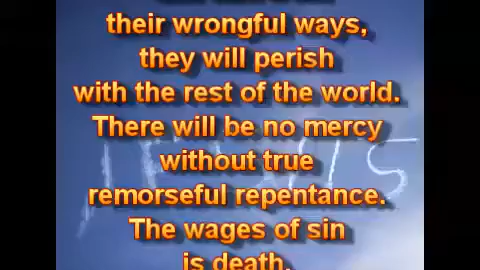 their wrongful ways,
they will perish
with the rest of the world.
There will be no mercy
without true
remorseful repentance.
The wages of sin
is death.